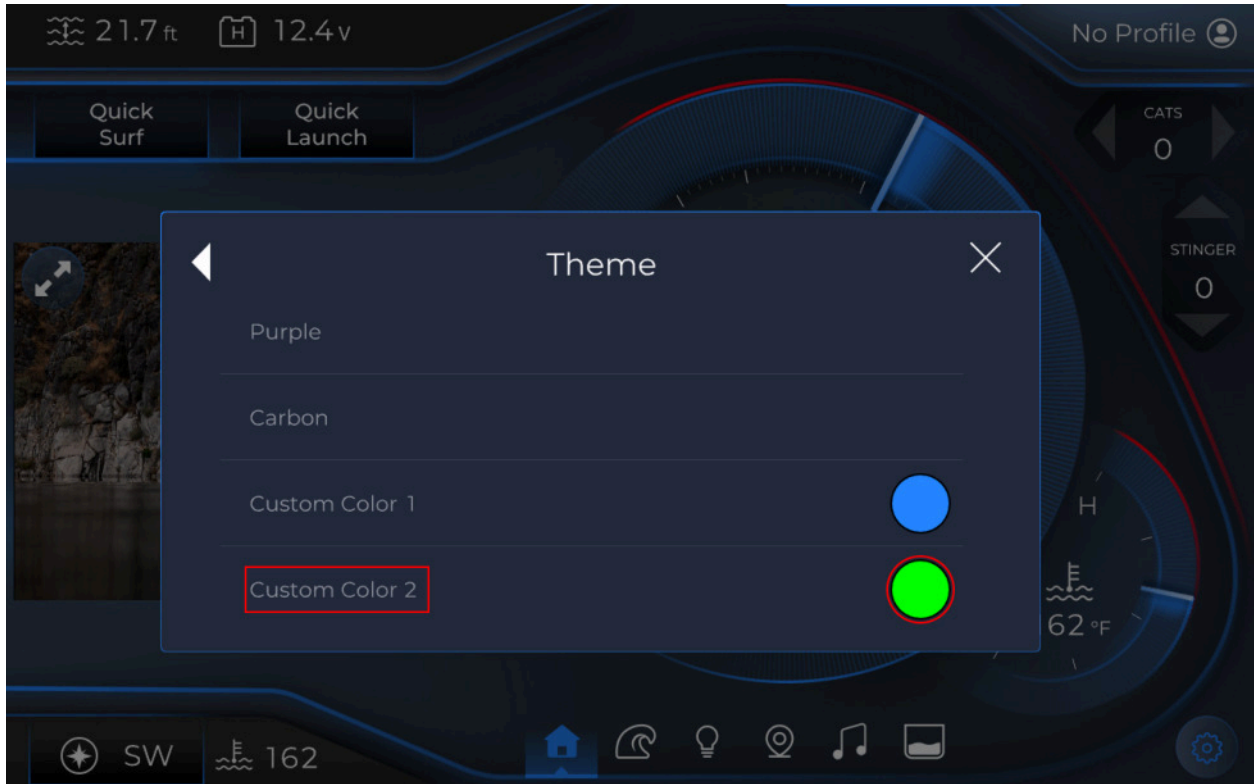 21.7 ft
H 12.4 v
No Profile
Quick
Surf
Quick
Launch
CATS
0
STINGER
0
Theme
Purple
Carbon
Custom Color 1
Custom Color 2
H
62 °F
SW
162